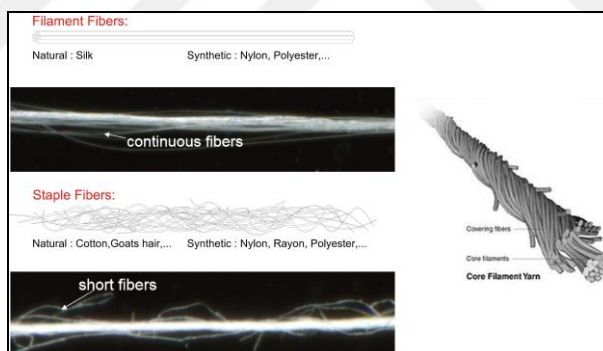 Filament Fibers:
Natural : Silk
Synthetic : Nylon, Polyester,...
continuous fibers
Staple Fibers:
Natural : Cotton,Goats hair,...
Synthetic : Nylon, Rayon, Polyester,...
short fibers
Covering fibers
Core filaments
Core Filament Yarn